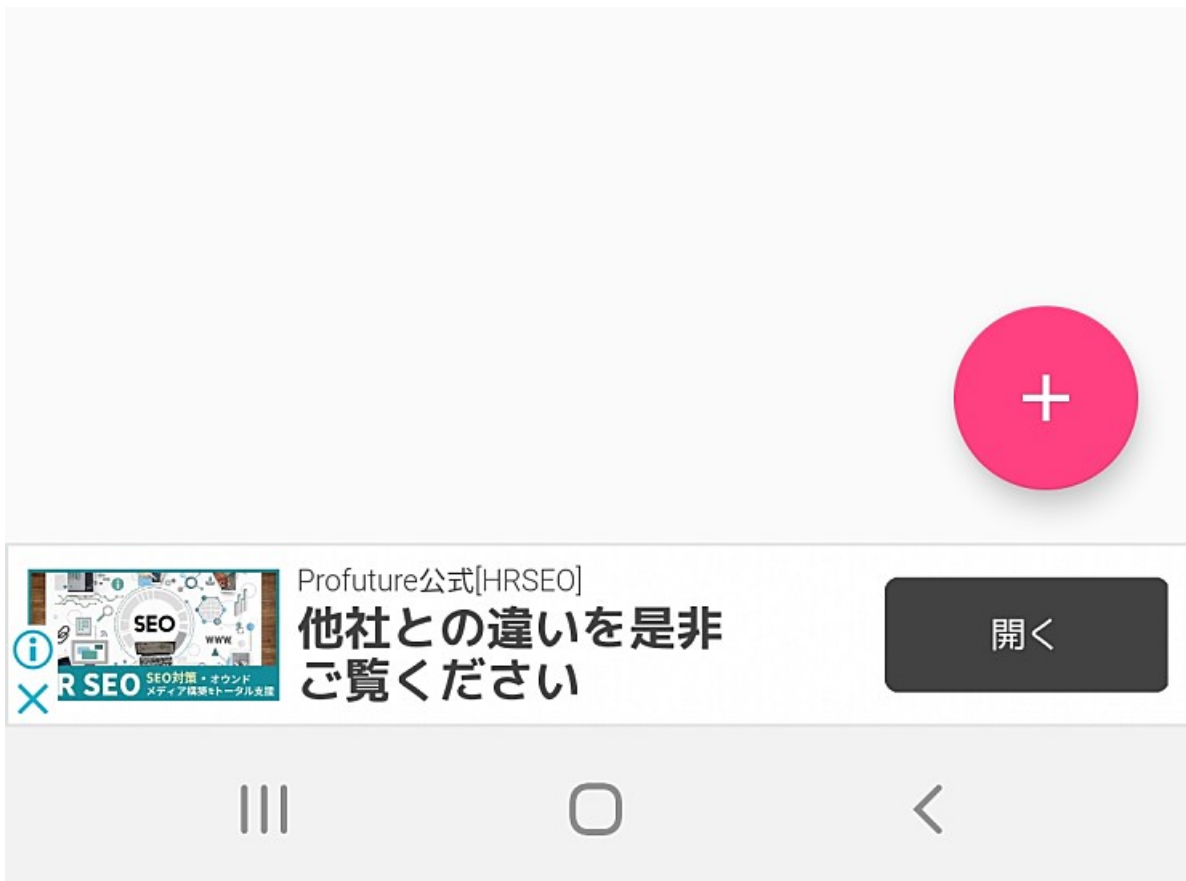 Profuture公式[HRSEO]
他社との違いを是非
ご覧ください
開く
SEO
www.
R SEO
SEO対策・オウンド
メディア構築をトータル支援